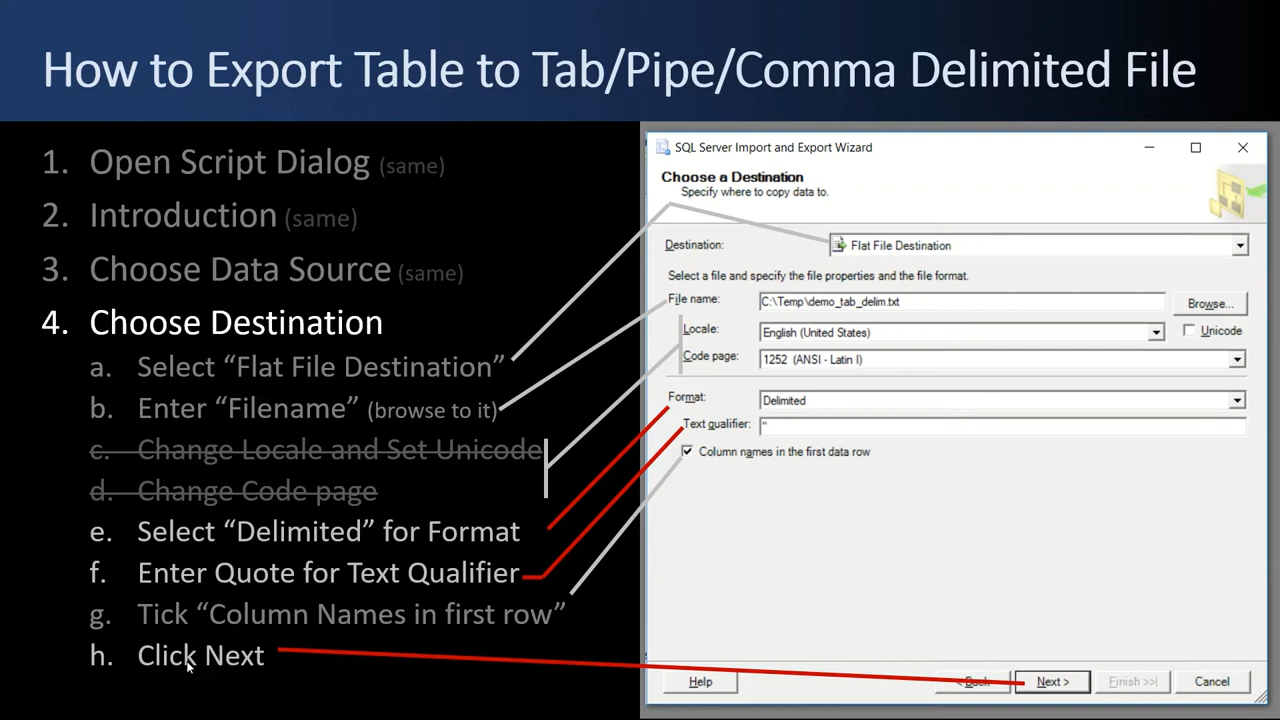 How to Export Table to Tab/Pipe/Comma Delimited File
1. Open Script Dialog (same)
2. Introduction (same)
3. Choose Data Source (same)
4. Choose Destination
a. Select “Flat File Destination”
b. Enter “Filename” (browse to it)
c. Change Locale and Set Unicode
d. Change Code page
e. Select “Delimited” for Format
f. Enter Quote for Text Qualifier
g. Tick “Column Names in first row”
h. Click Next
SQL Server Import and Export Wizard
Choose a Destination
Specify where to copy data to.
Destination: Flat File Destination
Select a file and specify the file properties and the file format.
File name: C:\Temp\demo_tab_delim.txt Browse...
Locale: English (United States) Unicode
Code page: 1252 (ANSI - Latin I)
Format: Delimited
Text qualifier: "
Column names in the first data row
Help < Back Next > Finish >>| Cancel